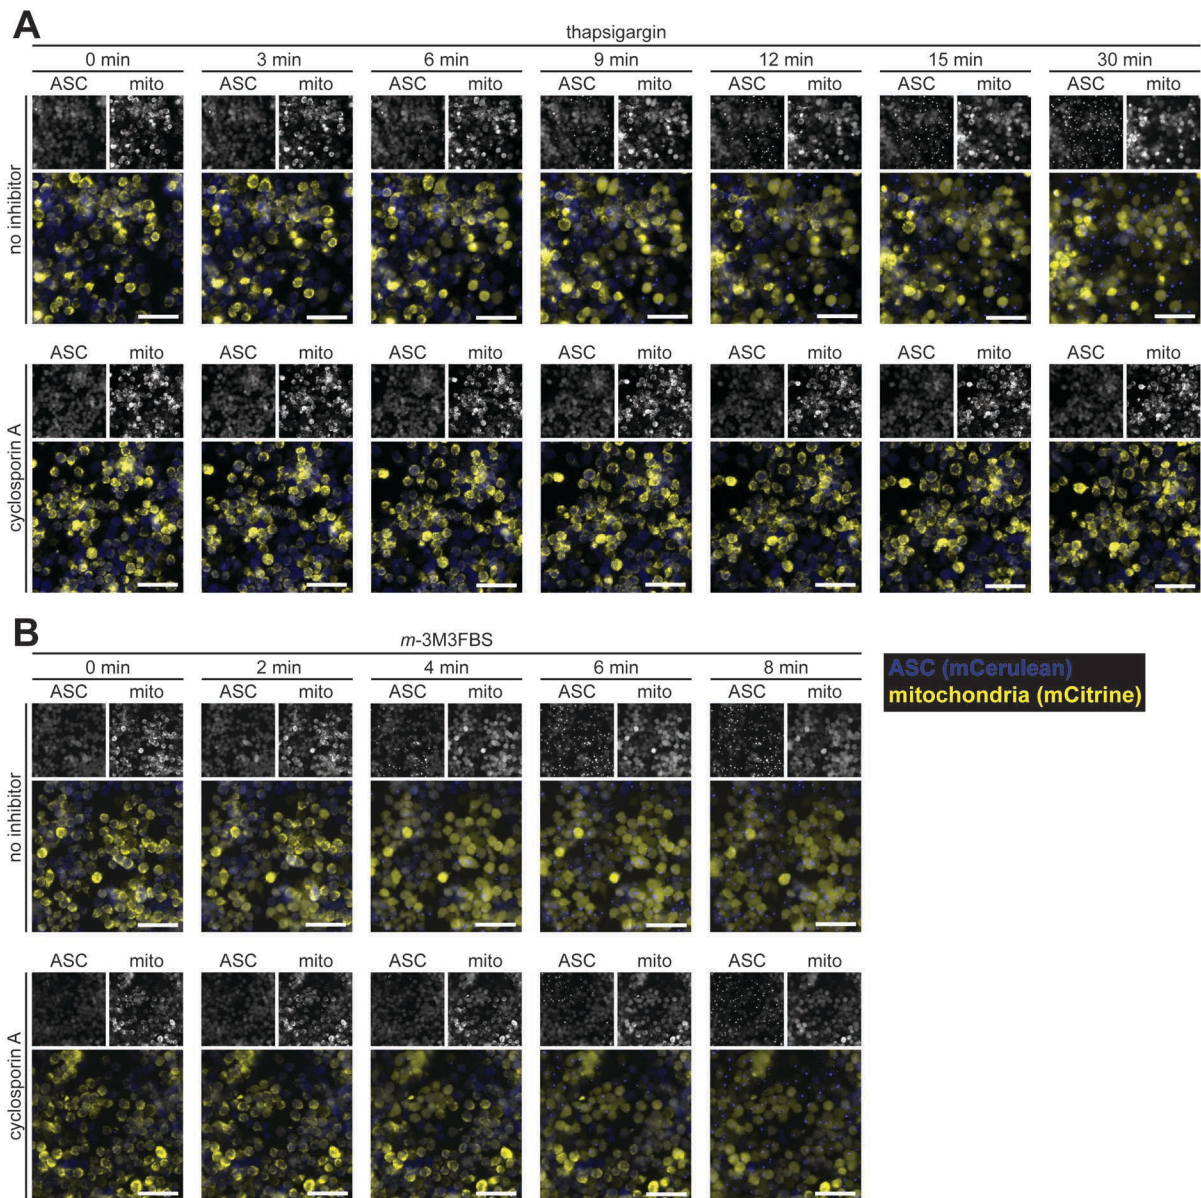 A
thapsigargin
0 min 3 min 6 min 9 min 12 min 15 min 30 min
ASC mito ASC mito ASC mito ASC mito ASC mito ASC mito ASC mito
no inhibitor
ASC mito ASC mito ASC mito ASC mito ASC mito ASC mito ASC mito
cyclosporin A
B
m-3M3FBS
0 min 2 min 4 min 6 min 8 min
ASC (mCerulean)
mitochondria (mCitrine)
ASC mito ASC mito ASC mito ASC mito ASC mito
no inhibitor
ASC mito ASC mito ASC mito ASC mito ASC mito
cyclosporin A